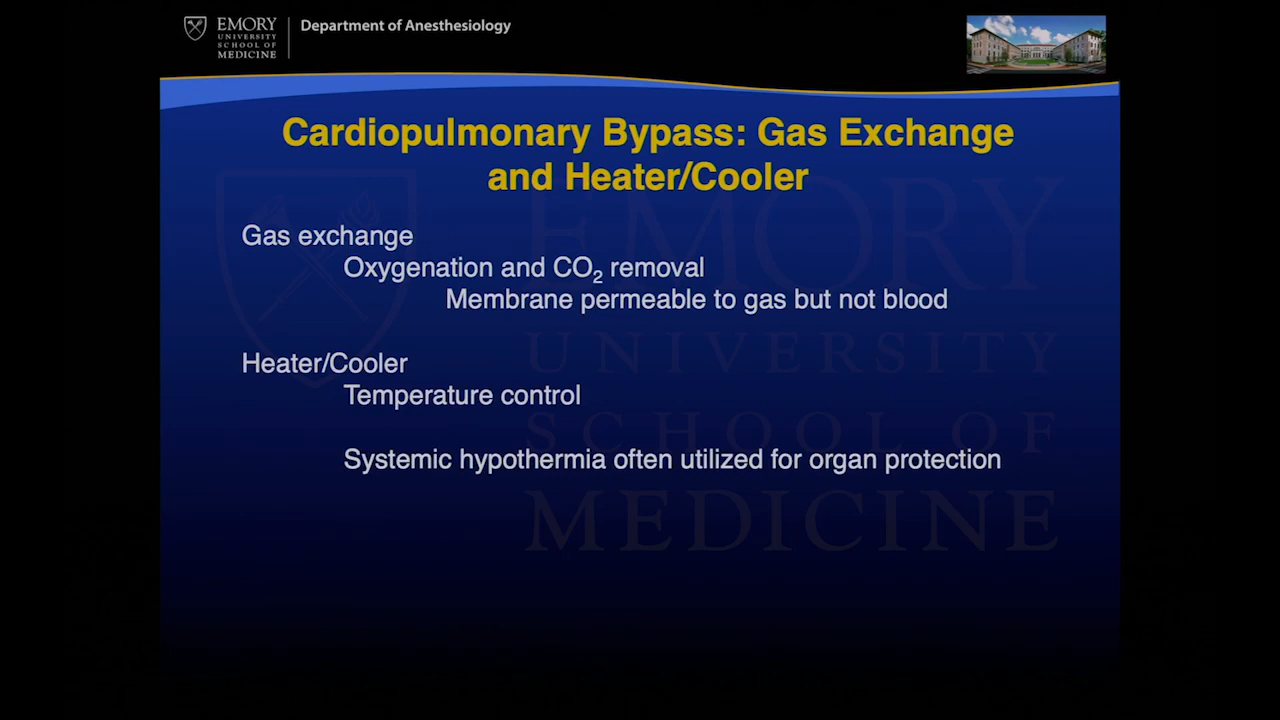 EMORY
UNIVERSITY
SCHOOL OF
MEDICINE
Department of Anesthesiology
Cardiopulmonary Bypass: Gas Exchange
and Heater/Cooler
Gas exchange
Oxygenation and CO₂ removal
Membrane permeable to gas but not blood
Heater/Cooler
Temperature control
Systemic hypothermia often utilized for organ protection
EMORY
UNIVERSITY
SCHOOL OF
MEDICINE